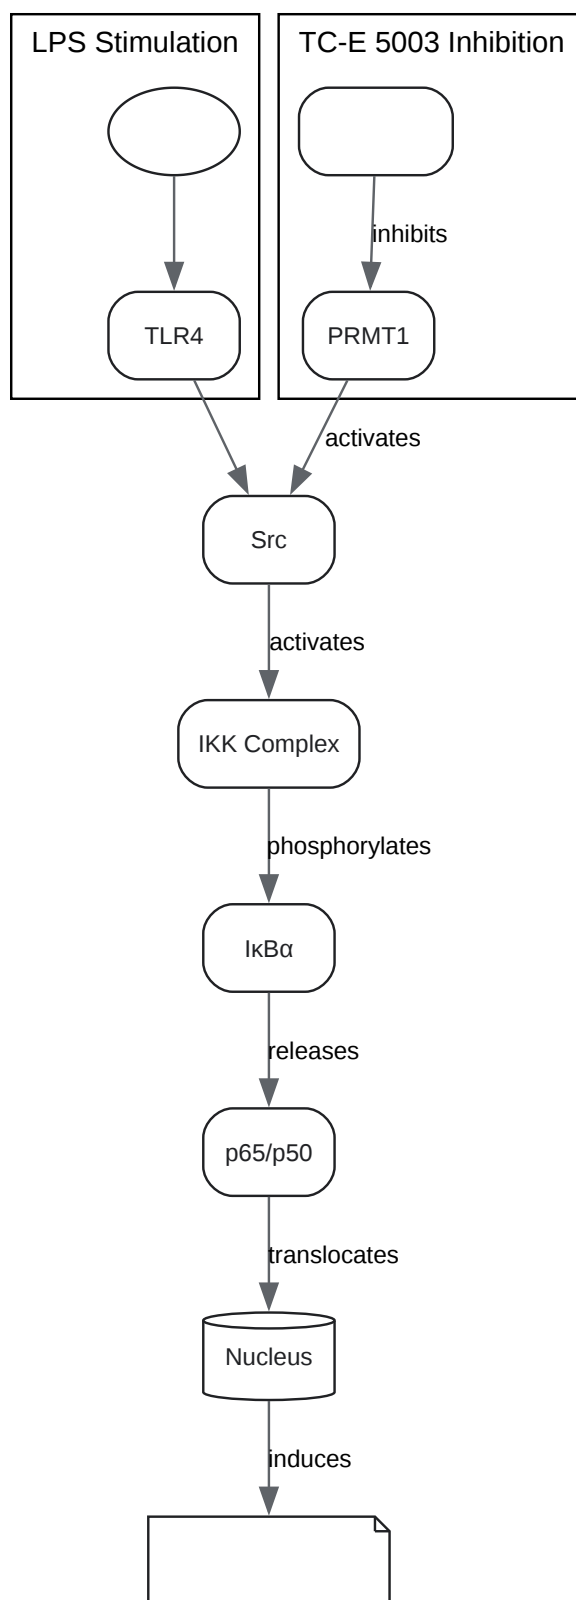 LPS Stimulation
TC-E 5003 Inhibition
inhibits
TLR4
PRMT1
activates
Src
activates
IKK Complex
phosphorylates
IκBα
releases
p65/p50
translocates
Nucleus
induces